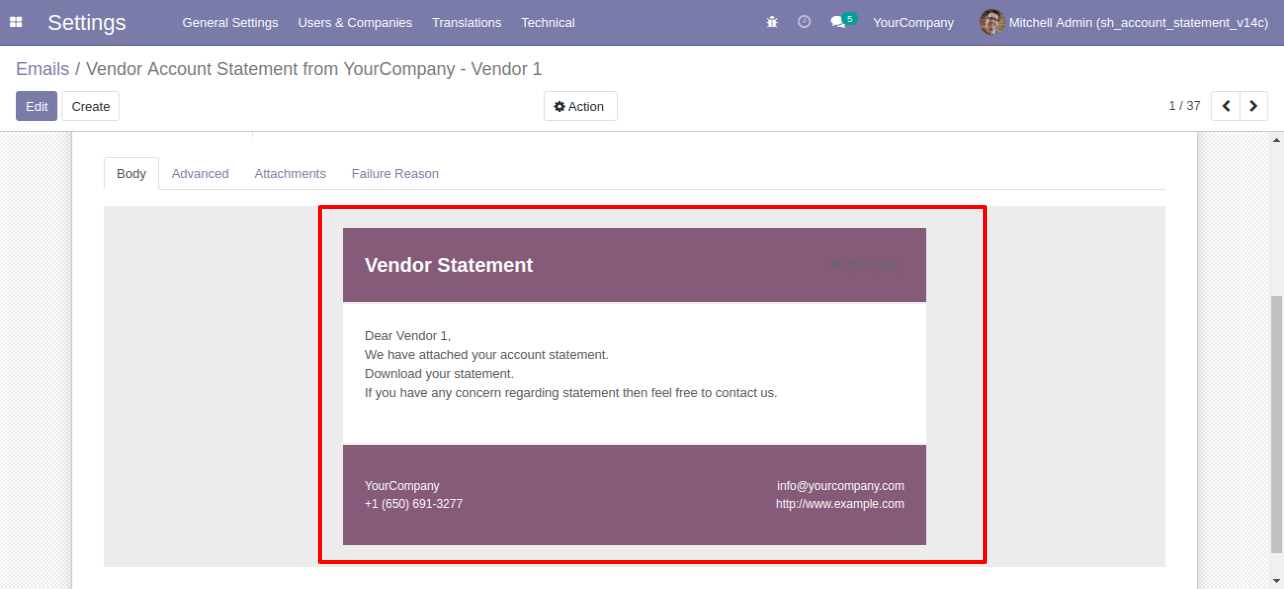 Settings General Settings Users & Companies Translations Technical 5 YourCompany Mitchell Admin (sh_account_statement_v14c)
Emails / Vendor Account Statement from YourCompany - Vendor 1
Edit Create Action 1 / 37
Body Advanced Attachments Failure Reason
Vendor Statement
Dear Vendor 1,
We have attached your account statement.
Download your statement.
If you have any concern regarding statement then feel free to contact us.
YourCompany info@yourcompany.com
+1 (650) 691-3277 http://www.example.com